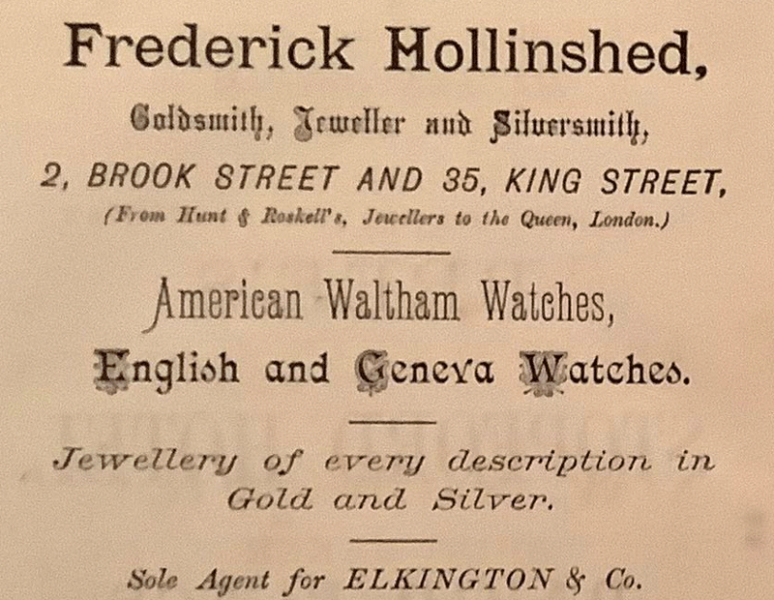 Frederick Hollinshed,
Goldsmith, Jeweller and Silversmith,
2, BROOK STREET AND 35, KING STREET,
(From Hunt & Roskell's, Jewellers to the Queen, London.)
American Waltham Watches,
English and Geneva Watches.
Jewellery of every description in
Gold and Silver.
Sole Agent for ELKINGTON & Co.